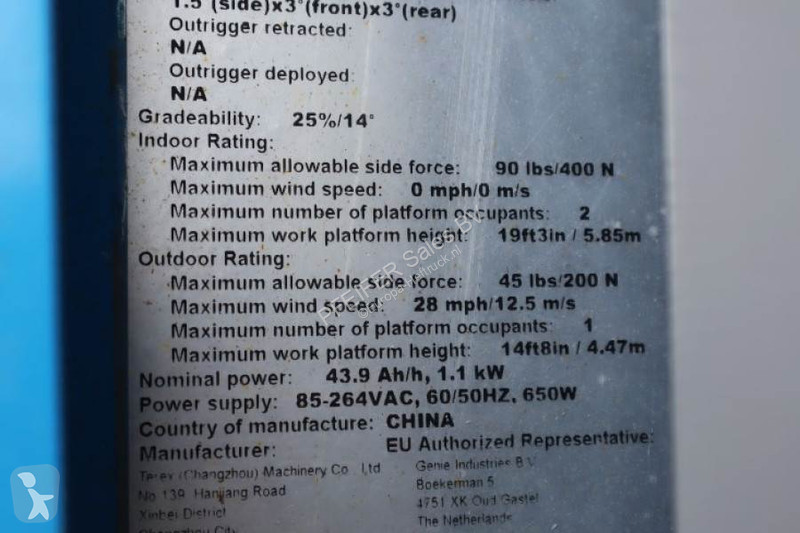 1.5°(side)x3°(front)x3°(rear)
Outrigger retracted:
N/A
Outrigger deployed:
N/A
Gradeability: 25%/14°
Indoor Rating:
Maximum allowable side force: 90 lbs/400 N
Maximum wind speed: 0 mph/0 m/s
Maximum number of platform occupants: 2
Maximum work platform height: 19ft3in / 5.85m
Outdoor Rating:
Maximum allowable side force: 45 lbs/200 N
Maximum wind speed: 28 mph/12.5 m/s
Maximum number of platform occupants: 1
Maximum work platform height: 14ft8in / 4.47m
Nominal power: 43.9 Ah/h, 1.1 kW
Power supply: 85-264VAC, 60/50HZ, 650W
Country of manufacture: CHINA
Manufacturer: EU Authorized Representative:
Terex (Changzhou) Machinery Co., Ltd Genie Industries B.V.
No 139, Hanjiang Road Boekerman 5
Xinbei District 4751 XK Oud Gastel
Changzhou City The Netherlands
PFEIFER Sales BV